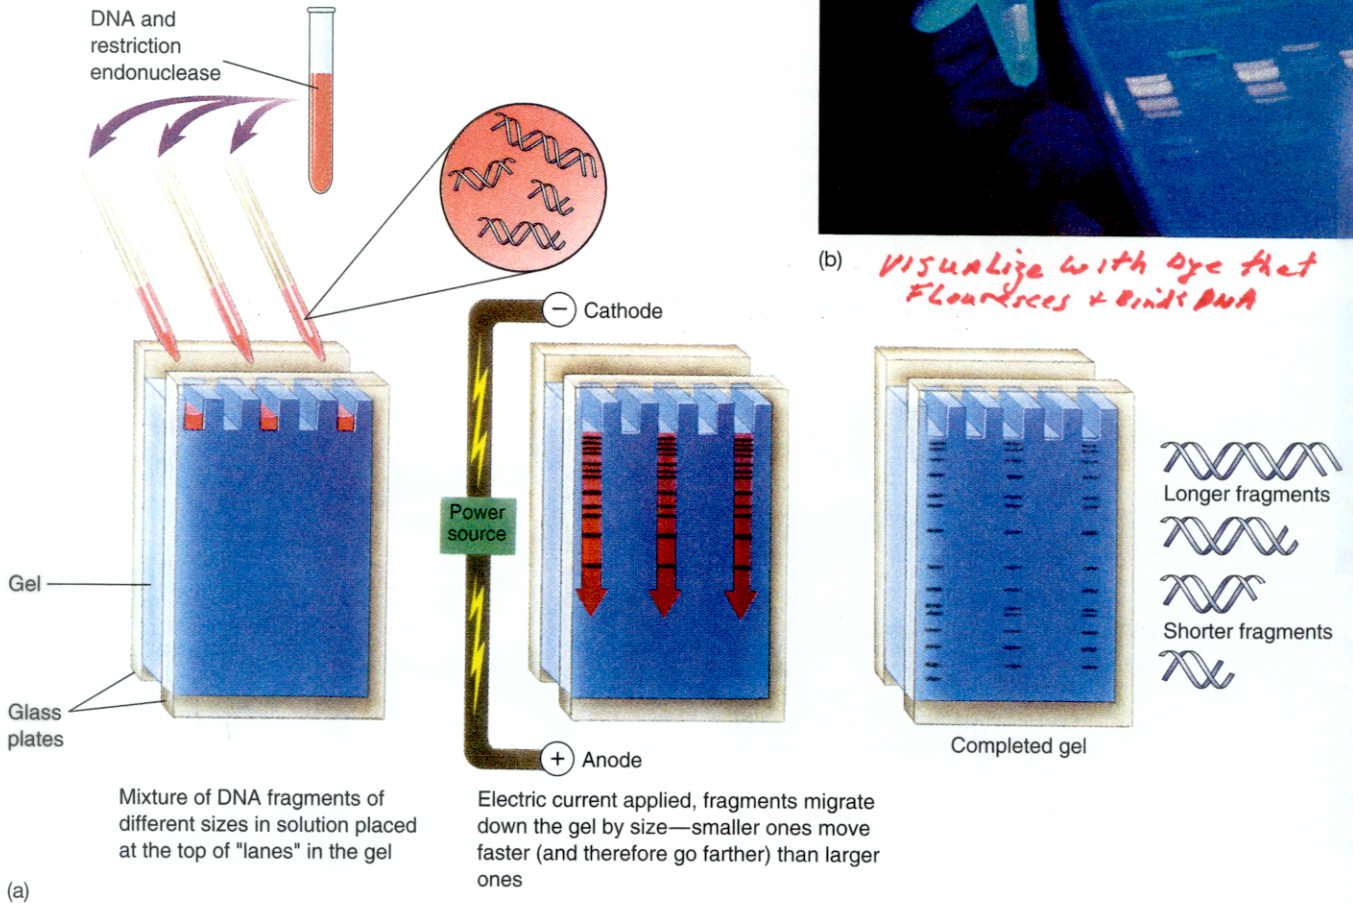 DNA and
restriction
endonuclease
(b)
VISUALize with Dye that
FLouresces + Binds DNA
− Cathode
Power
source
Gel
Glass
plates
+ Anode
Longer fragments
Shorter fragments
Completed gel
Mixture of DNA fragments of
different sizes in solution placed
at the top of "lanes" in the gel
Electric current applied, fragments migrate
down the gel by size—smaller ones move
faster (and therefore go farther) than larger
ones
(a)